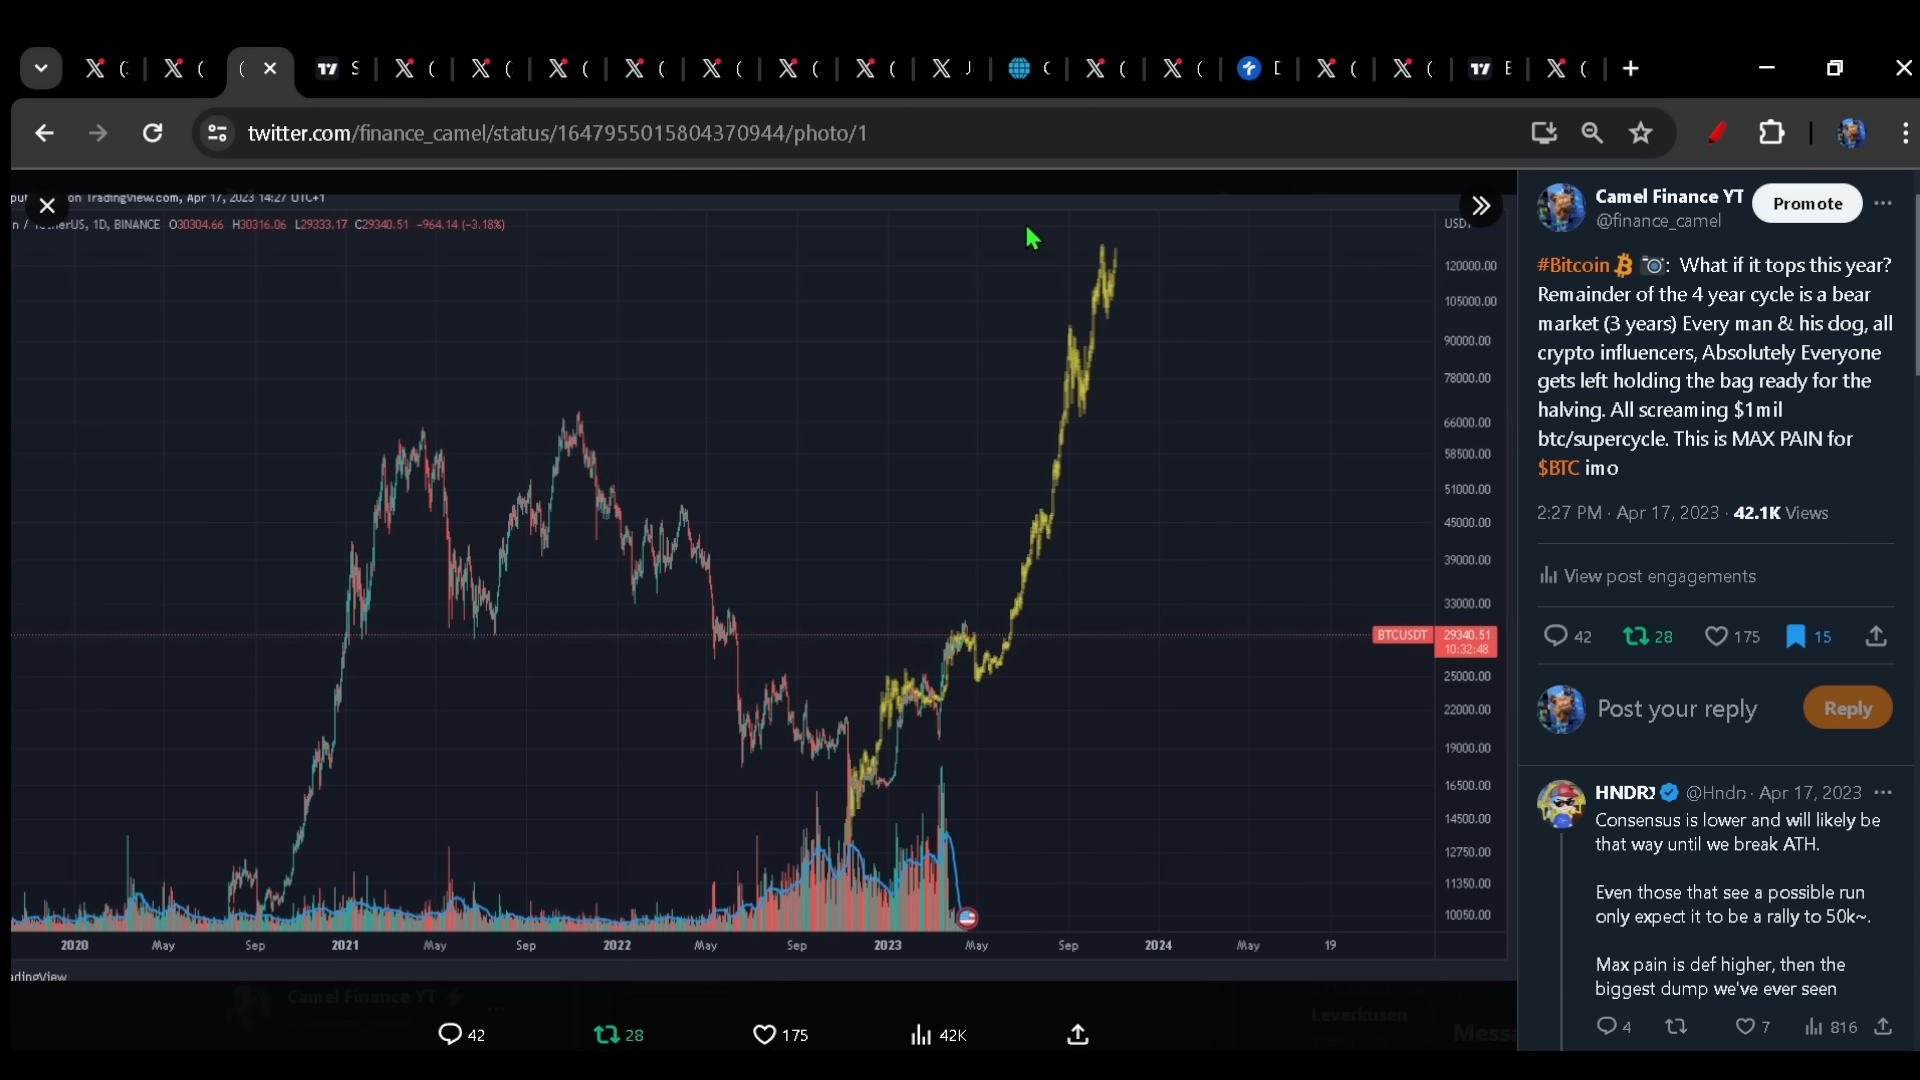 twitter.com/finance_camel/status/1647955015804370944/photo/1
on TradingView.com, Apr 17, 2023 14:27 UTC+1
1D, BINANCE O30304.66 H30316.06 L29333.17 C29340.51 −964.14 (−3.18%)
120000.00
105000.00
90000.00
78000.00
66000.00
58500.00
51000.00
45000.00
39000.00
33000.00
BTCUSDT 29340.51
10:32:48
25000.00
22000.00
19000.00
16500.00
14500.00
12750.00
11350.00
10050.00
2020 May Sep 2021 May Sep 2022 May Sep 2023 May Sep 2024 May 19
Camel Finance YT
Leverkusen
42 28 175 42K
Camel Finance YT
@finance_camel
Promote
#Bitcoin : What if it tops this year?
Remainder of the 4 year cycle is a bear
market (3 years) Every man & his dog, all
crypto influencers, Absolutely Everyone
gets left holding the bag ready for the
halving. All screaming $1mil
btc/supercycle. This is MAX PAIN for
$BTC imo
2:27 PM · Apr 17, 2023 · 42.1K Views
View post engagements
42 28 175 15
Post your reply
Reply
@Hndr · Apr 17, 2023
Consensus is lower and will likely be
that way until we break ATH.
Even those that see a possible run
only expect it to be a rally to 50k~.
Max pain is def higher, then the
biggest dump we've ever seen
4 7 816